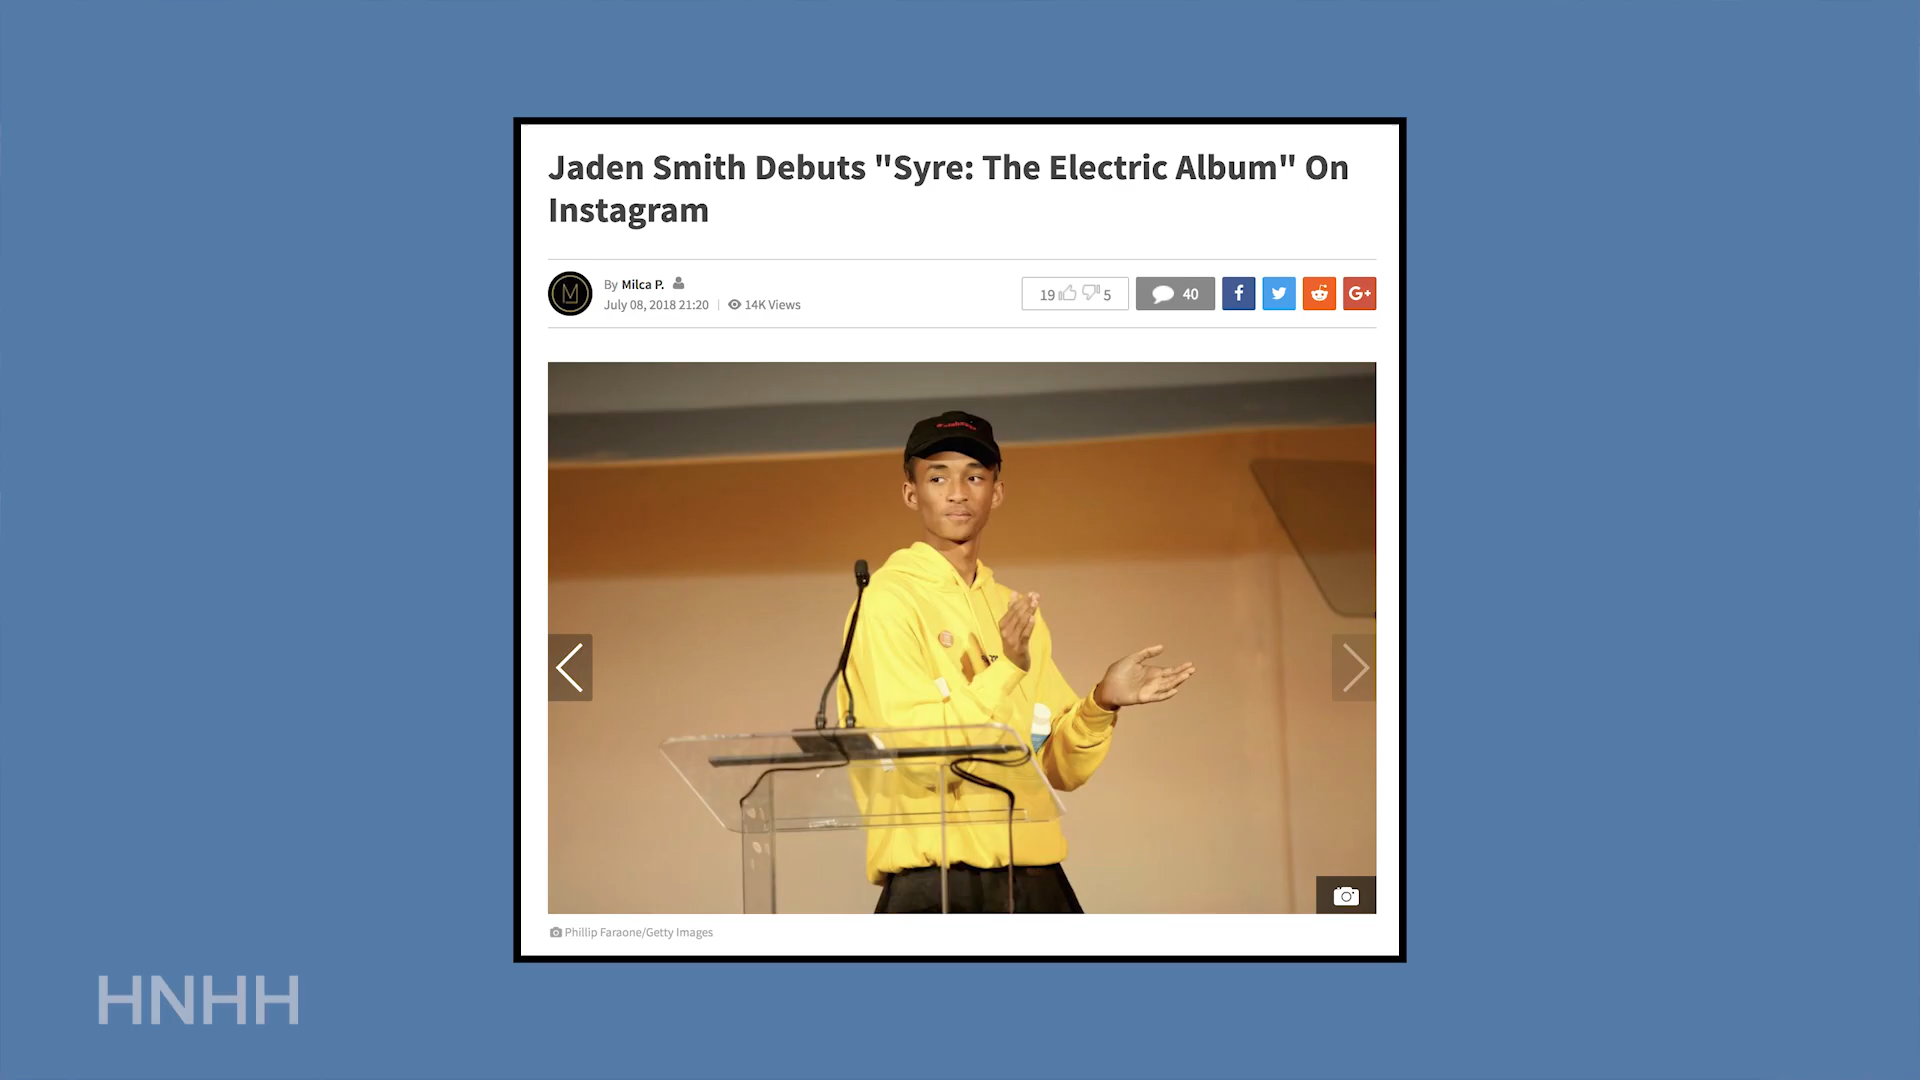 Jaden Smith Debuts "Syre: The Electric Album" On
Instagram
By Milca P.
July 08, 2018 21:20 | 14K Views
19 5
40
G+
Phillip Faraone/Getty Images
HNHH